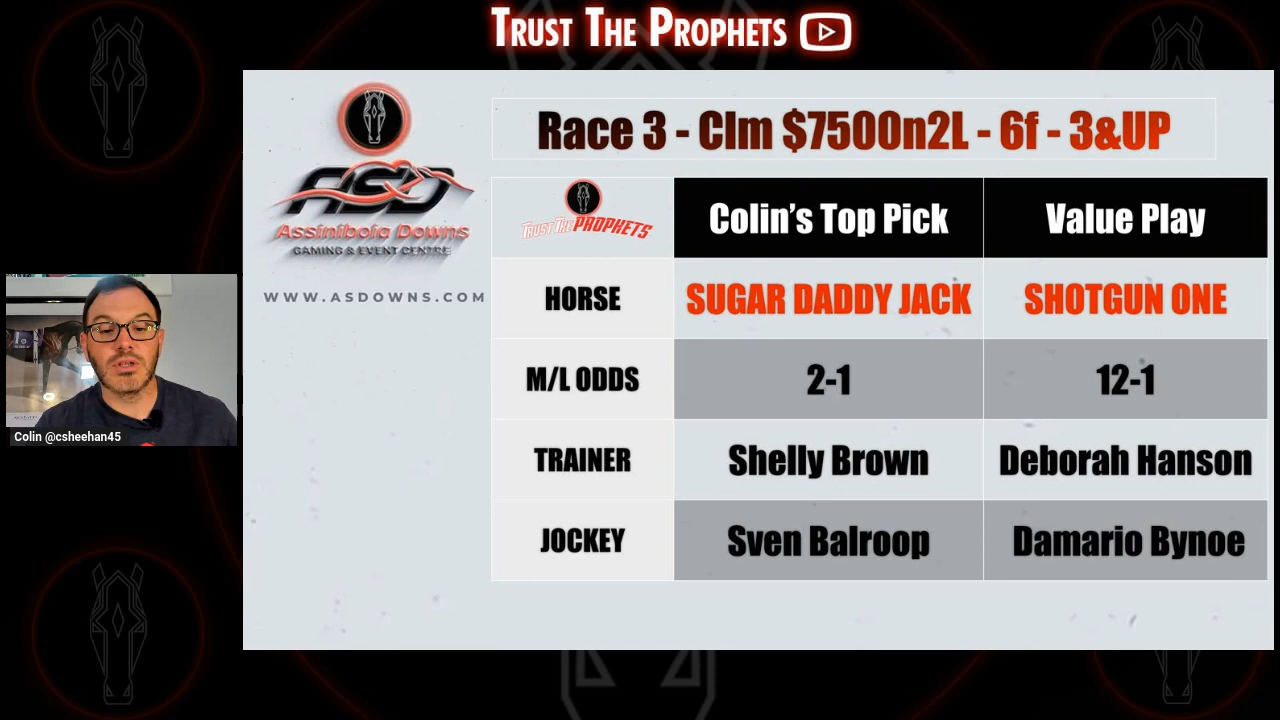 TRUST THE PROPHETS
ASD
Assiniboia Downs
GAMING & EVENT CENTRE
WWW.ASDOWNS.COM
Race 3 - Clm $7500n2L - 6f - 3&UP
TRUST THE PROPHETS
Colin’s Top Pick
Value Play
HORSE
SUGAR DADDY JACK
SHOTGUN ONE
M/L ODDS
2-1
12-1
TRAINER
Shelly Brown
Deborah Hanson
JOCKEY
Sven Balroop
Damario Bynoe
Colin @csheehan45